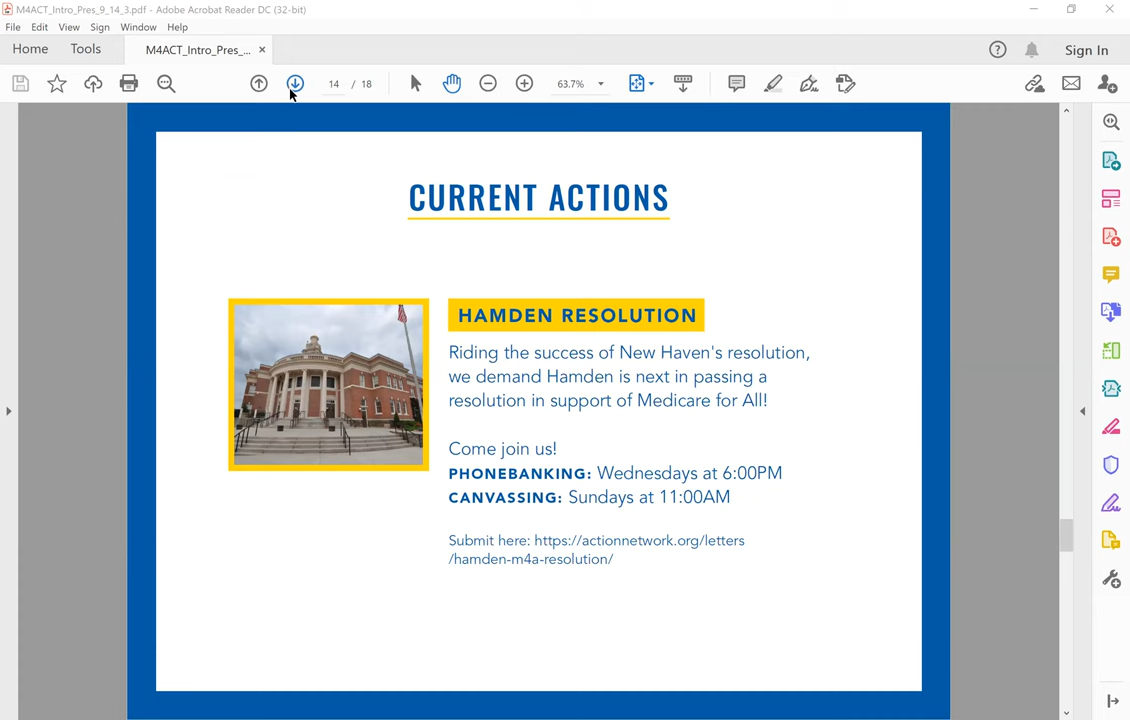 M4ACT_Intro_Pres_9_14_3.pdf - Adobe Acrobat Reader DC (32-bit)
File Edit View Sign Window Help
Home Tools M4ACT_Intro_Pres_... × Sign In
14 / 18 63.7%
CURRENT ACTIONS
HAMDEN RESOLUTION
Riding the success of New Haven's resolution,
we demand Hamden is next in passing a
resolution in support of Medicare for All!
Come join us!
PHONEBANKING: Wednesdays at 6:00PM
CANVASSING: Sundays at 11:00AM
Submit here: https://actionnetwork.org/letters
/hamden-m4a-resolution/